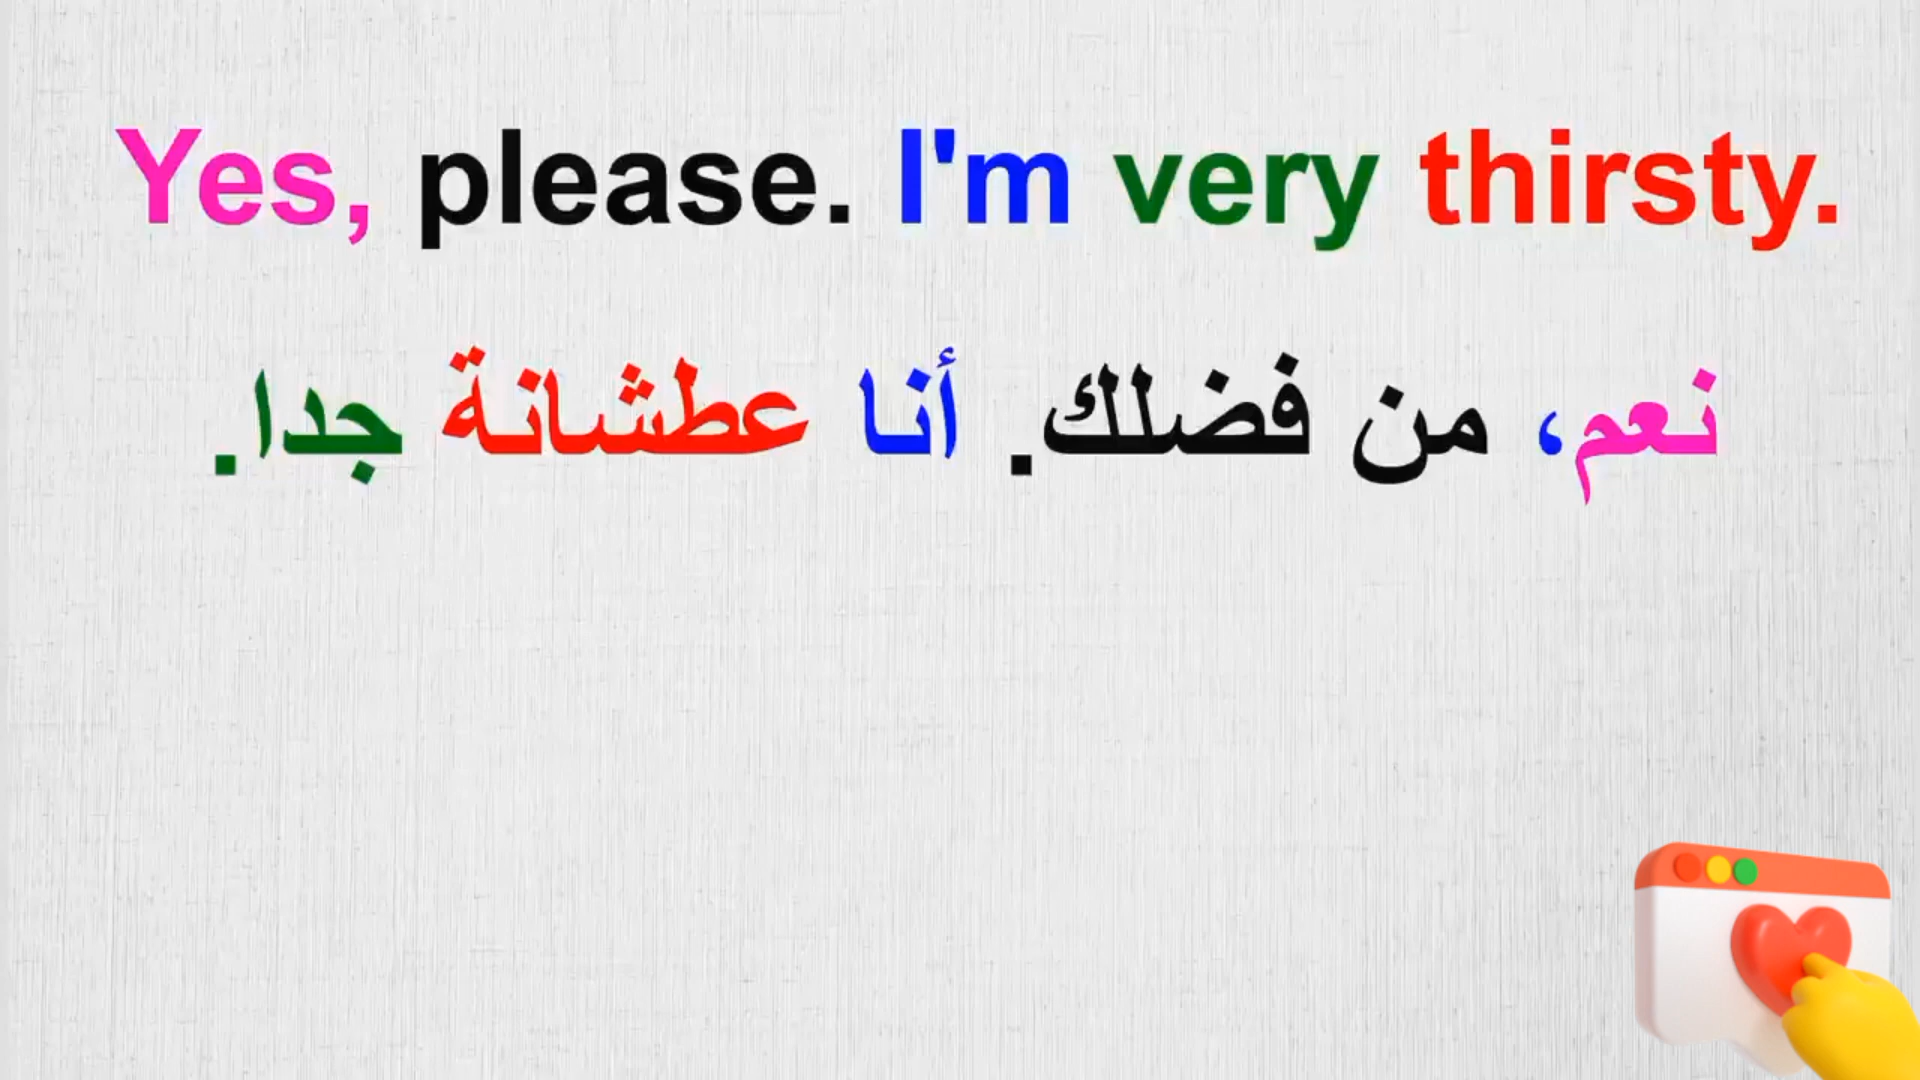 Yes, please. I'm very thirsty.
نعم، من فضلك. أنا عطشانة جدا.